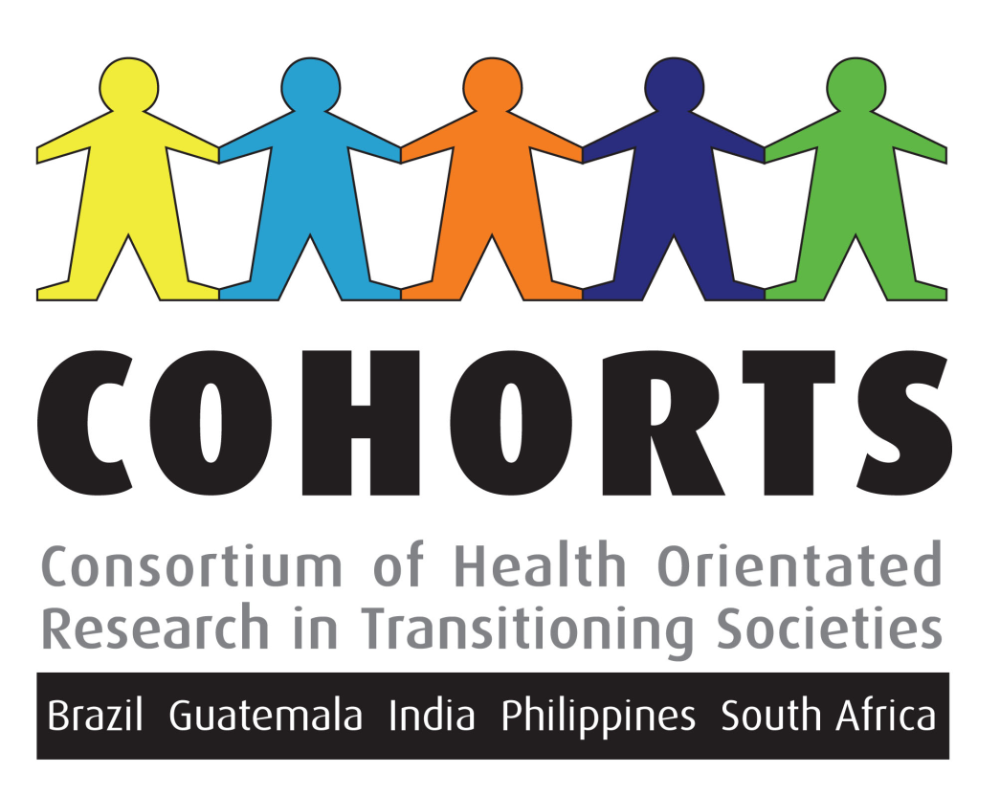 COHORTS
Consortium of Health Orientated
Research in Transitioning Societies
Brazil Guatemala India Philippines South Africa